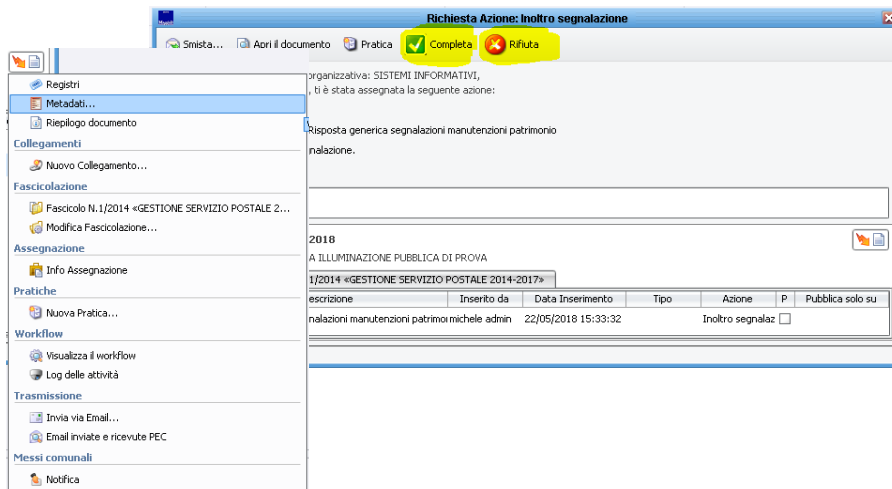 Richiesta Azione: Inoltro segnalazione
Smista... Apri il documento Pratica Completa Rifiuta
organizzativa: SISTEMI INFORMATIVI,
, ti è stata assegnata la seguente azione:
Risposta generica segnalazioni manutenzioni patrimonio
nalazione.
2018
A ILLUMINAZIONE PUBBLICA DI PROVA
1/2014 «GESTIONE SERVIZIO POSTALE 2014-2017»
escrizione Inserito da Data Inserimento Tipo Azione P Pubblica solo su
nalazioni manutenzioni patrimoi michele admin 22/05/2018 15:33:32 Inoltro segnalaz
Registri
Metadati...
Riepilogo documento
Collegamenti
Nuovo Collegamento...
Fascicolazione
Fascicolo N.1/2014 «GESTIONE SERVIZIO POSTALE 2...
Modifica Fascicolazione...
Assegnazione
Info Assegnazione
Pratiche
Nuova Pratica...
Workflow
Visualizza il workflow
Log delle attività
Trasmissione
Invia via Email...
Email inviate e ricevute PEC
Messi comunali
Notifica